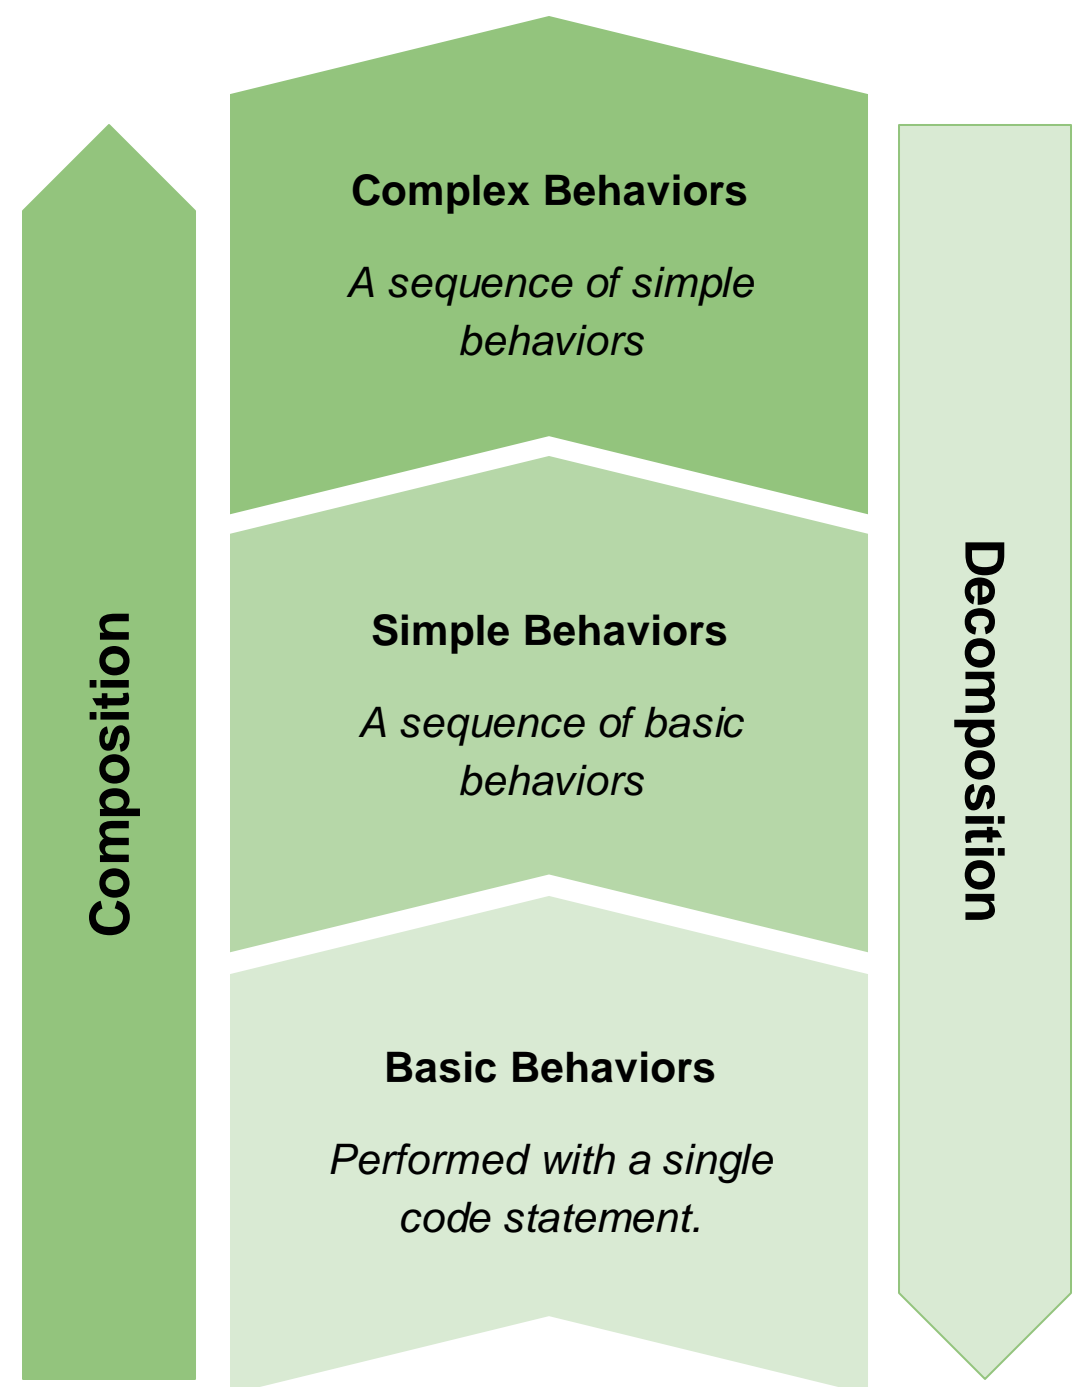 Composition
Complex Behaviors
A sequence of simple
behaviors
Simple Behaviors
A sequence of basic
behaviors
Basic Behaviors
Performed with a single
code statement.
Decomposition